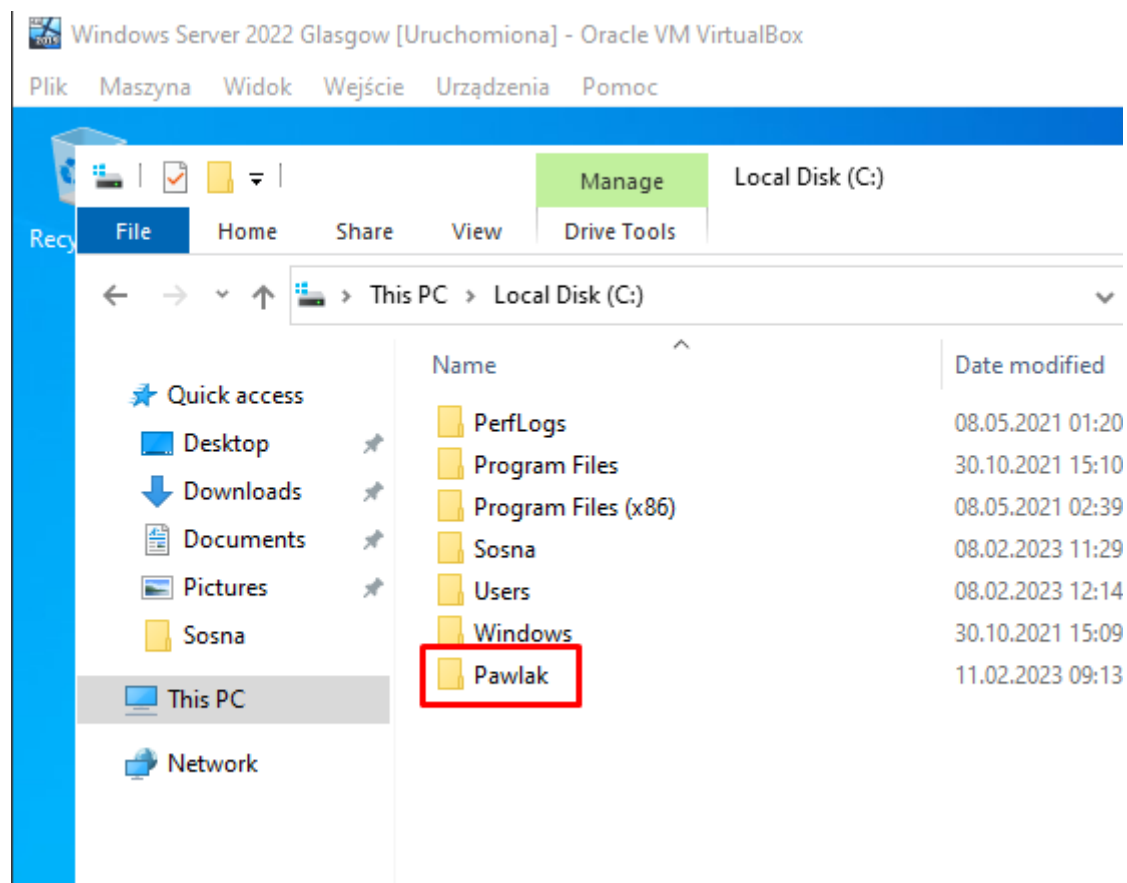 Windows Server 2022 Glasgow [Uruchomiona] - Oracle VM VirtualBox
Plik Maszyna Widok Wejście Urządzenia Pomoc
Manage Local Disk (C:)
Recy File Home Share View Drive Tools
This PC > Local Disk (C:)
Name Date modified
Quick access
Desktop
Downloads
Documents
Pictures
Sosna
This PC
Network
PerfLogs 08.05.2021 01:20
Program Files 30.10.2021 15:10
Program Files (x86) 08.05.2021 02:39
Sosna 08.02.2023 11:29
Users 08.02.2023 12:14
Windows 30.10.2021 15:09
Pawlak 11.02.2023 09:13